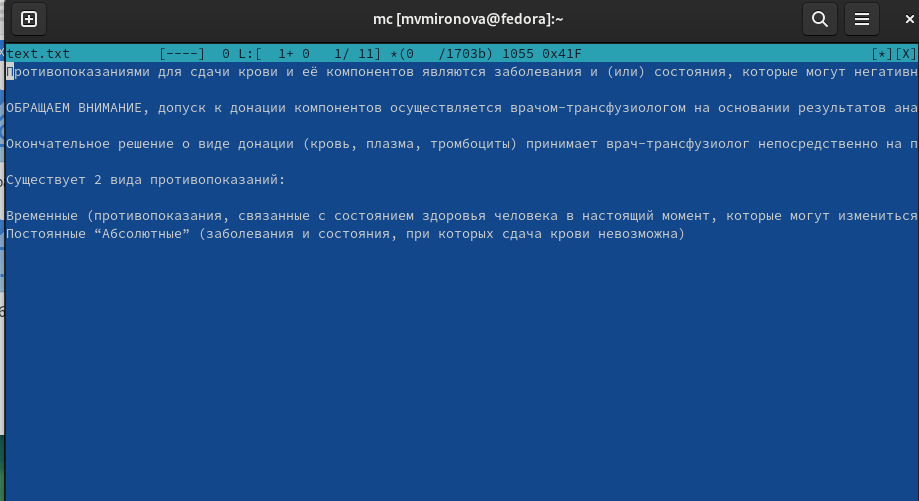 mc [mvmironova@fedora]:~
text.txt [----] 0 L:[ 1+ 0 1/ 11] *(0 /1703b) 1055 0x41F [*][X]
Противопоказаниями для сдачи крови и её компонентов являются заболевания и (или) состояния, которые могут негативн
ОБРАЩАЕМ ВНИМАНИЕ, допуск к донации компонентов осуществляется врачом-трансфузиологом на основании результатов ана
Окончательное решение о виде донации (кровь, плазма, тромбоциты) принимает врач-трансфузиолог непосредственно на п
Существует 2 вида противопоказаний:
Временные (противопоказания, связанные с состоянием здоровья человека в настоящий момент, которые могут измениться
Постоянные “Абсолютные” (заболевания и состояния, при которых сдача крови невозможна)